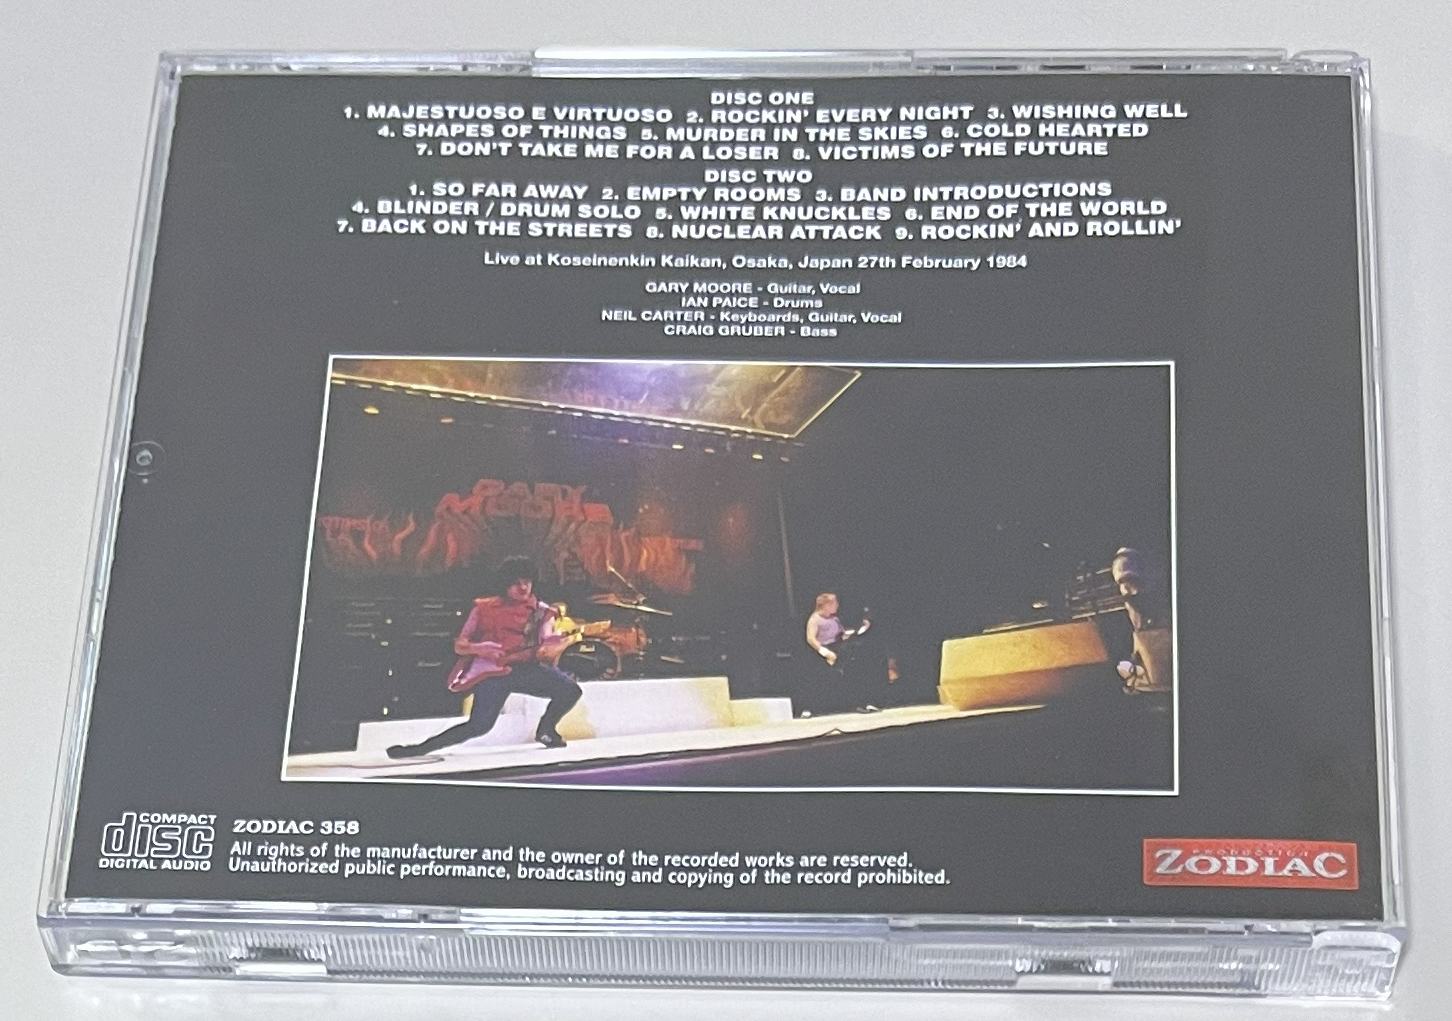 DISC ONE
1. MAJESTUOSO E VIRTUOSO 2. ROCKIN' EVERY NIGHT 3. WISHING WELL
4. SHAPES OF THINGS 5. MURDER IN THE SKIES 6. COLD HEARTED
7. DON'T TAKE ME FOR A LOSER 8. VICTIMS OF THE FUTURE
DISC TWO
1. SO FAR AWAY 2. EMPTY ROOMS 3. BAND INTRODUCTIONS
4. BLINDER / DRUM SOLO 5. WHITE KNUCKLES 6. END OF THE WORLD
7. BACK ON THE STREETS 8. NUCLEAR ATTACK 9. ROCKIN' AND ROLLIN'
Live at Koseinenkin Kaikan, Osaka, Japan 27th February 1984
GARY MOORE - Guitar, Vocal
IAN PAICE - Drums
NEIL CARTER - Keyboards, Guitar, Vocal
CRAIG GRUBER - Bass
GARY
MOORE
COMPACT
disc
DIGITAL AUDIO
ZODIAC 358
All rights of the manufacturer and the owner of the recorded works are reserved.
Unauthorized public performance, broadcasting and copying of the record prohibited.
PRODUCTION
ZODIAC